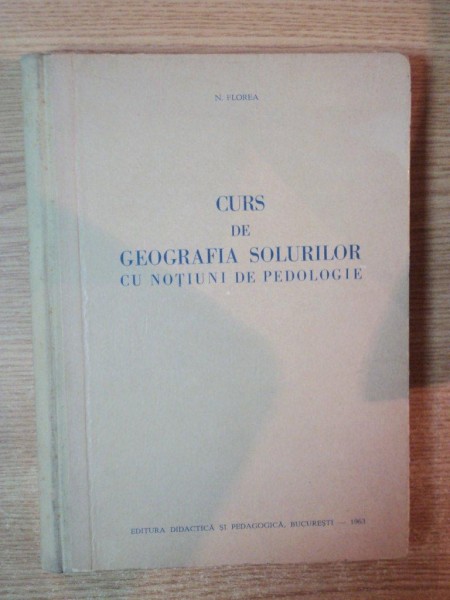 N. FLOREA
CURS
DE
GEOGRAFIA SOLURILOR
CU NOȚIUNI DE PEDOLOGIE
EDITURA DIDACTICĂ ȘI PEDAGOGICĂ, BUCUREȘTI — 1963